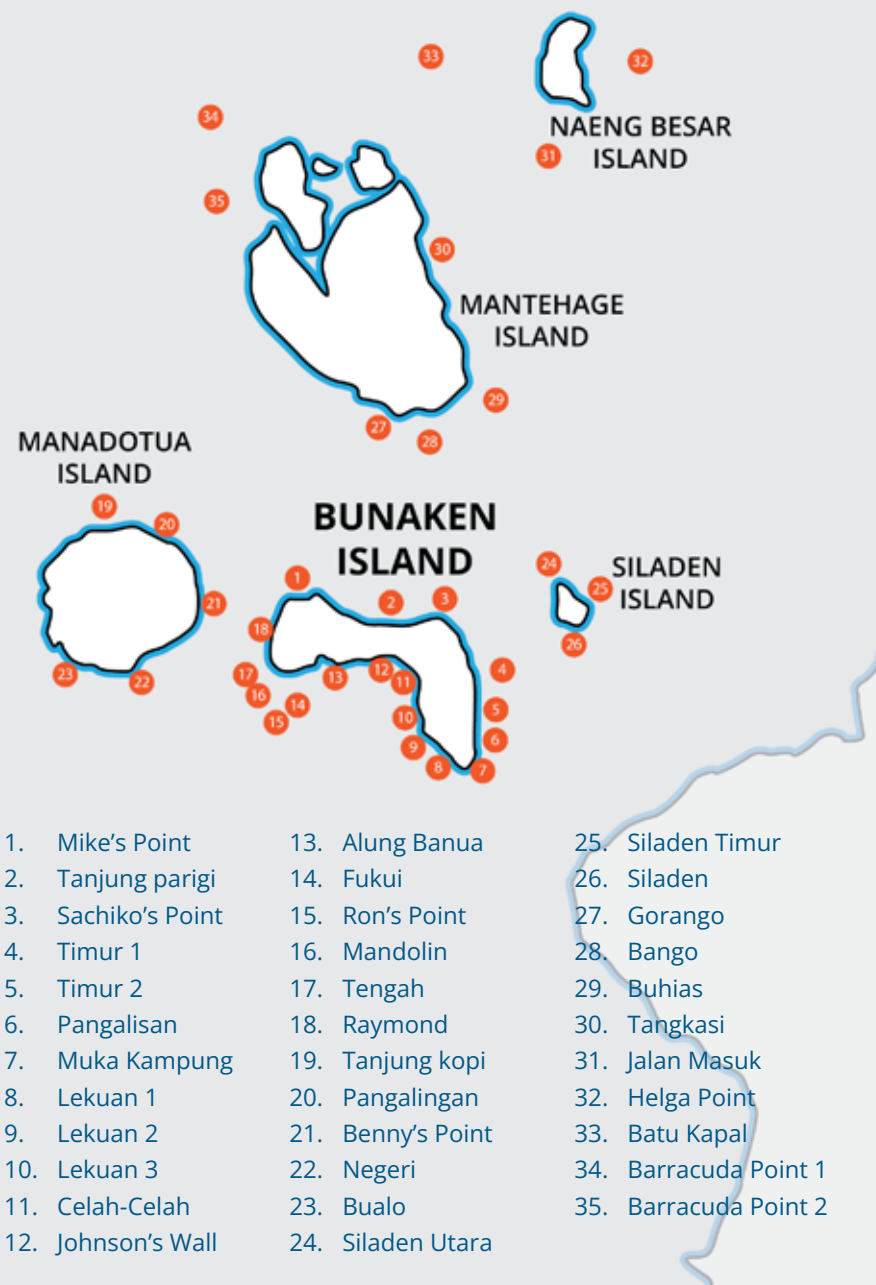 33
32
34
NAENG BESAR
ISLAND
31
35
30
MANTEHAGE
ISLAND
29
27
28
MANADOTUA
ISLAND
19
20
BUNAKEN
ISLAND
24
SILADEN
ISLAND
25
26
1
2
3
21
18
23
22
17
16
15
14
13
12
11
10
9
8
4
5
6
7
1. Mike's Point
2. Tanjung parigi
3. Sachiko's Point
4. Timur 1
5. Timur 2
6. Pangalisan
7. Muka Kampung
8. Lekuan 1
9. Lekuan 2
10. Lekuan 3
11. Celah-Celah
12. Johnson's Wall
13. Alung Banua
14. Fukui
15. Ron's Point
16. Mandolin
17. Tengah
18. Raymond
19. Tanjung kopi
20. Pangalingan
21. Benny's Point
22. Negeri
23. Bualo
24. Siladen Utara
25. Siladen Timur
26. Siladen
27. Gorango
28. Bango
29. Buhias
30. Tangkasi
31. Jalan Masuk
32. Helga Point
33. Batu Kapal
34. Barracuda Point 1
35. Barracuda Point 2